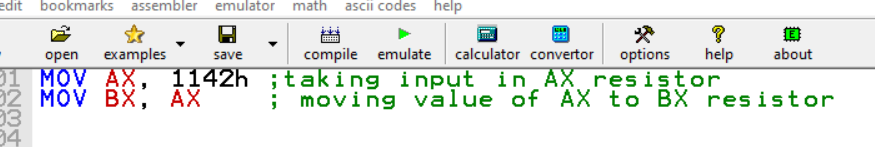 edit bookmarks assembler emulator math ascii codes help
open examples save compile emulate calculator convertor options help about
01 MOV AX, 1142h ;taking input in AX resistor
02 MOV BX, AX ; moving value of AX to BX resistor
03
04